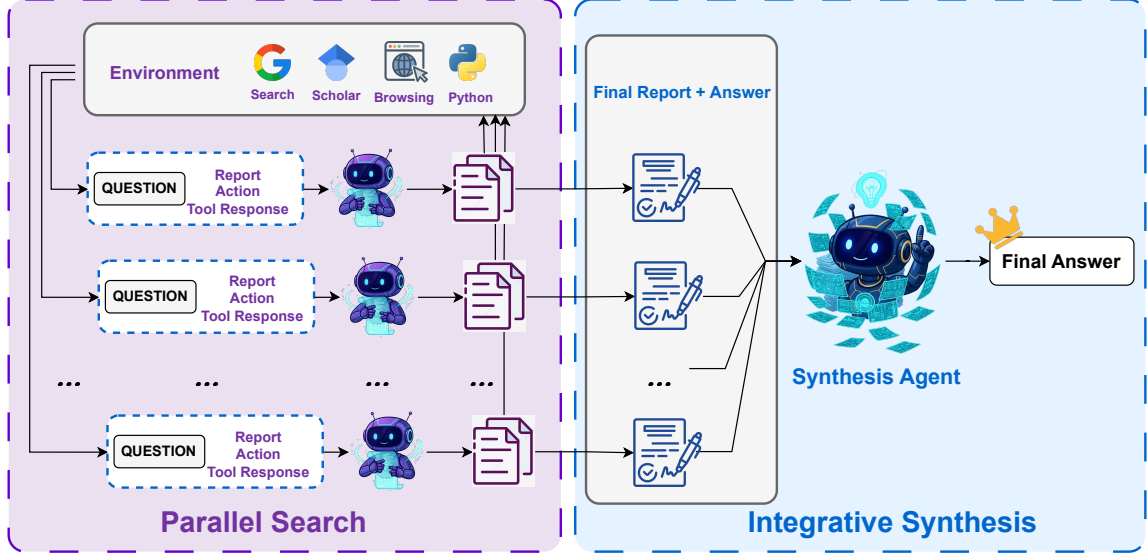 Environment
Search
Scholar
Browsing
Python
QUESTION
Report
Action
Tool Response
QUESTION
Report
Action
Tool Response
...
...
...
...
QUESTION
Report
Action
Tool Response
Parallel Search
Final Report + Answer
...
Synthesis Agent
Final Answer
Integrative Synthesis